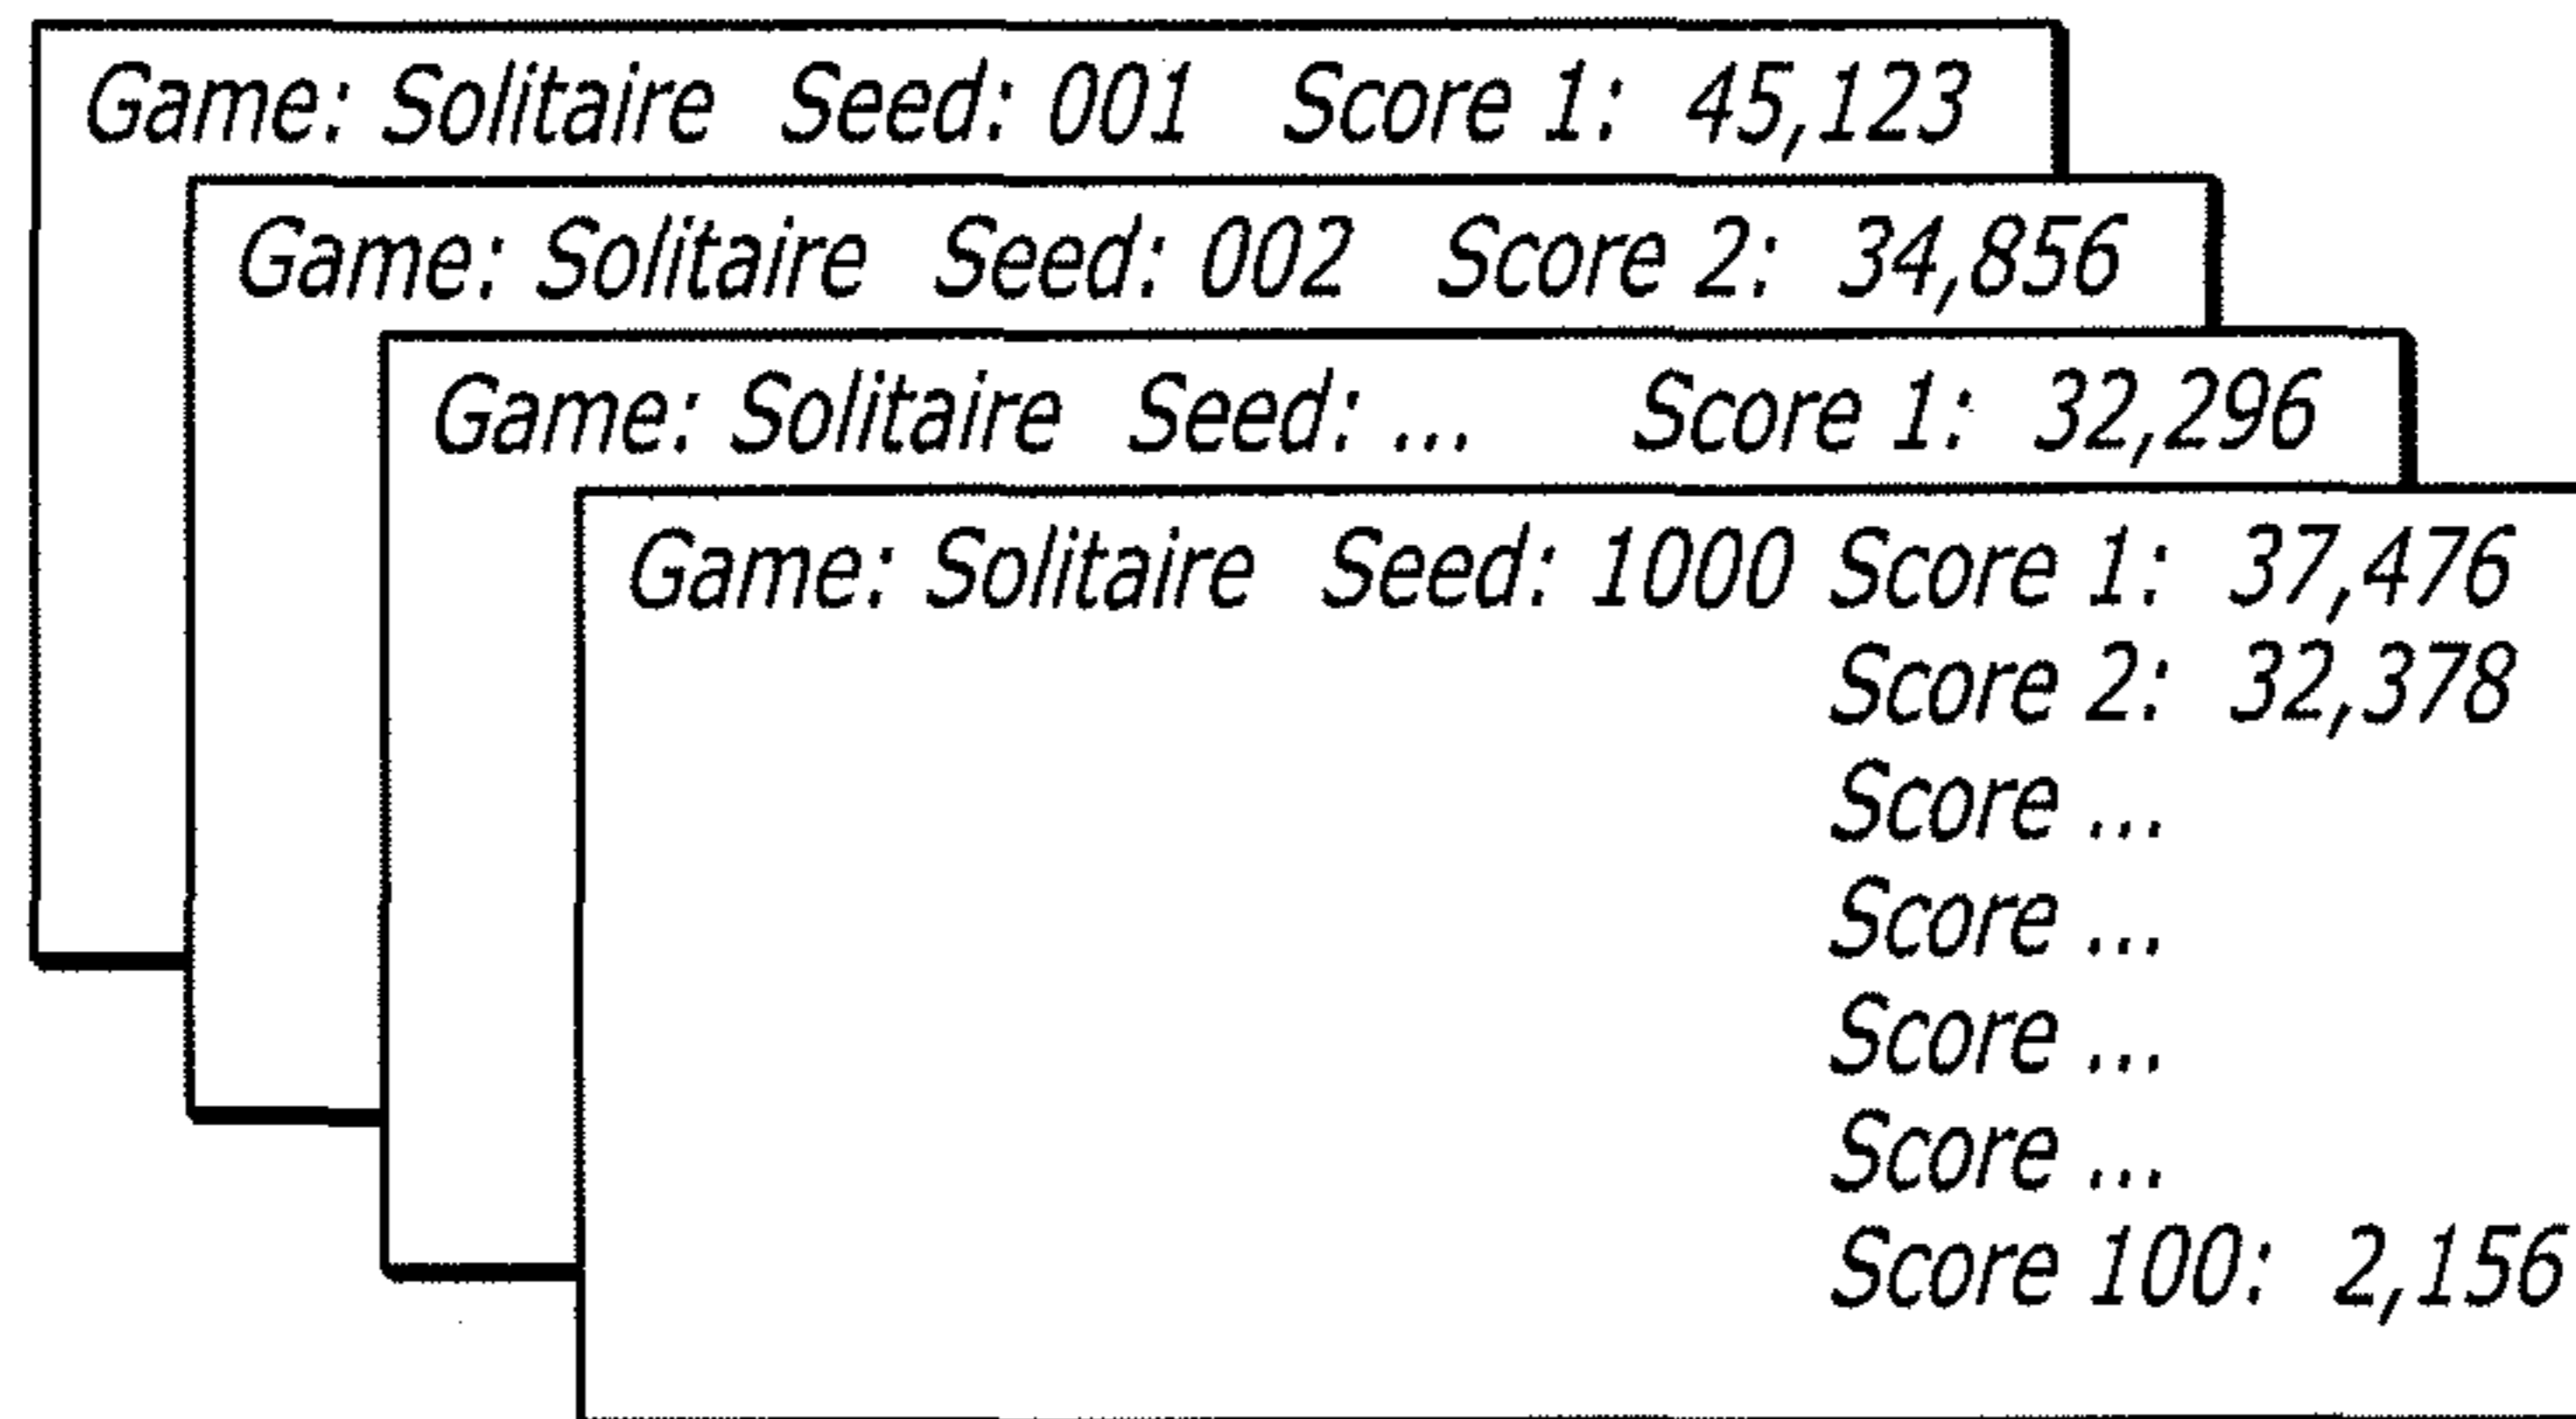 Game: Solitaire Seed: 001 Score 1: 45,123
Game: Solitaire Seed: 002 Score 2: 34,856
Game: Solitaire Seed: ... Score 1: 32,296
Game: Solitaire Seed: 1000 Score 1: 37,476
Score 2: 32,378
Score ...
Score ...
Score ...
Score ...
Score 100: 2,156